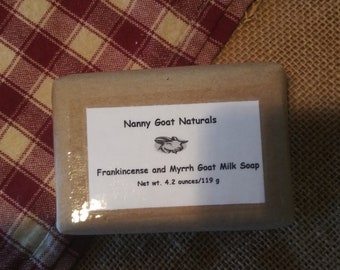 Nanny Goat Naturals
Frankincense and Myrrh Goat Milk Soap
Net wt. 4.2 ounces/119 g